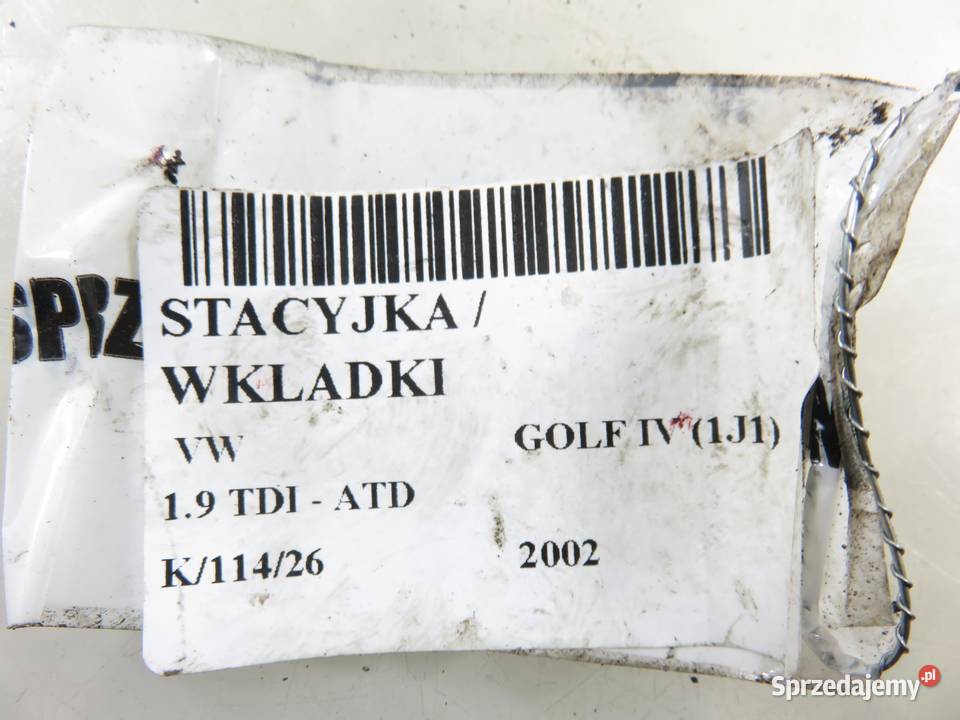 SPRZ
STACYJKA /
WKLADKI
VW GOLF IV (1J1)
1.9 TDI - ATD
K/114/26 2002
Sprzedajemy.pl